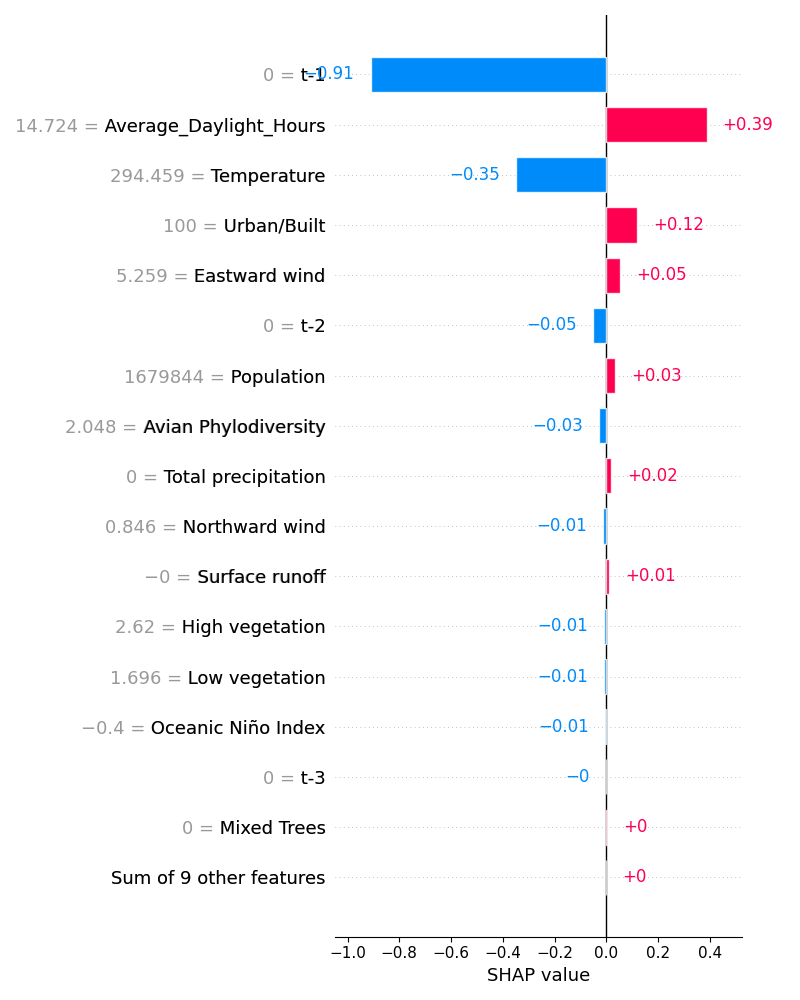 0 = t-1 −0.91
14.724 = Average_Daylight_Hours +0.39
294.459 = Temperature −0.35
100 = Urban/Built +0.12
5.259 = Eastward wind +0.05
0 = t-2 −0.05
1679844 = Population +0.03
2.048 = Avian Phylodiversity −0.03
0 = Total precipitation +0.02
0.846 = Northward wind −0.01
−0 = Surface runoff +0.01
2.62 = High vegetation −0.01
1.696 = Low vegetation −0.01
−0.4 = Oceanic Niño Index −0.01
0 = t-3 −0
0 = Mixed Trees +0
Sum of 9 other features +0
−1.0 −0.8 −0.6 −0.4 −0.2 0.0 0.2 0.4
SHAP value